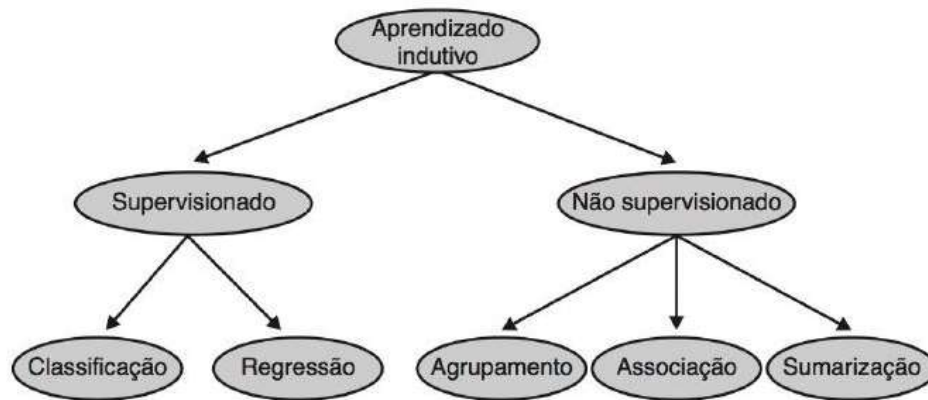 Aprendizado
indutivo
Supervisionado
Não supervisionado
Classificação
Regressão
Agrupamento
Associação
Sumarização